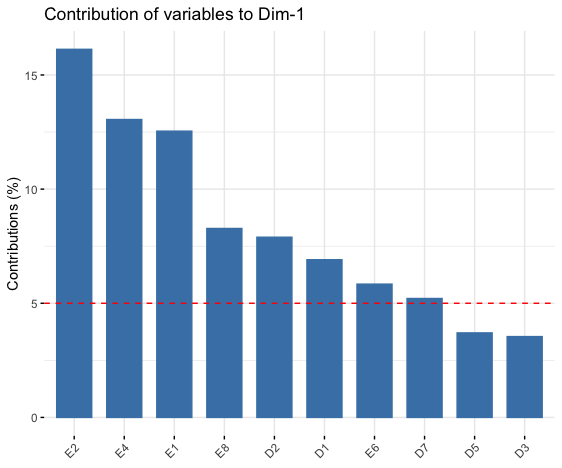 Contribution of variables to Dim-1
Contributions (%)
15
10
5
0
E2 E4 E1 E8 D2 D1 E6 D7 D5 D3